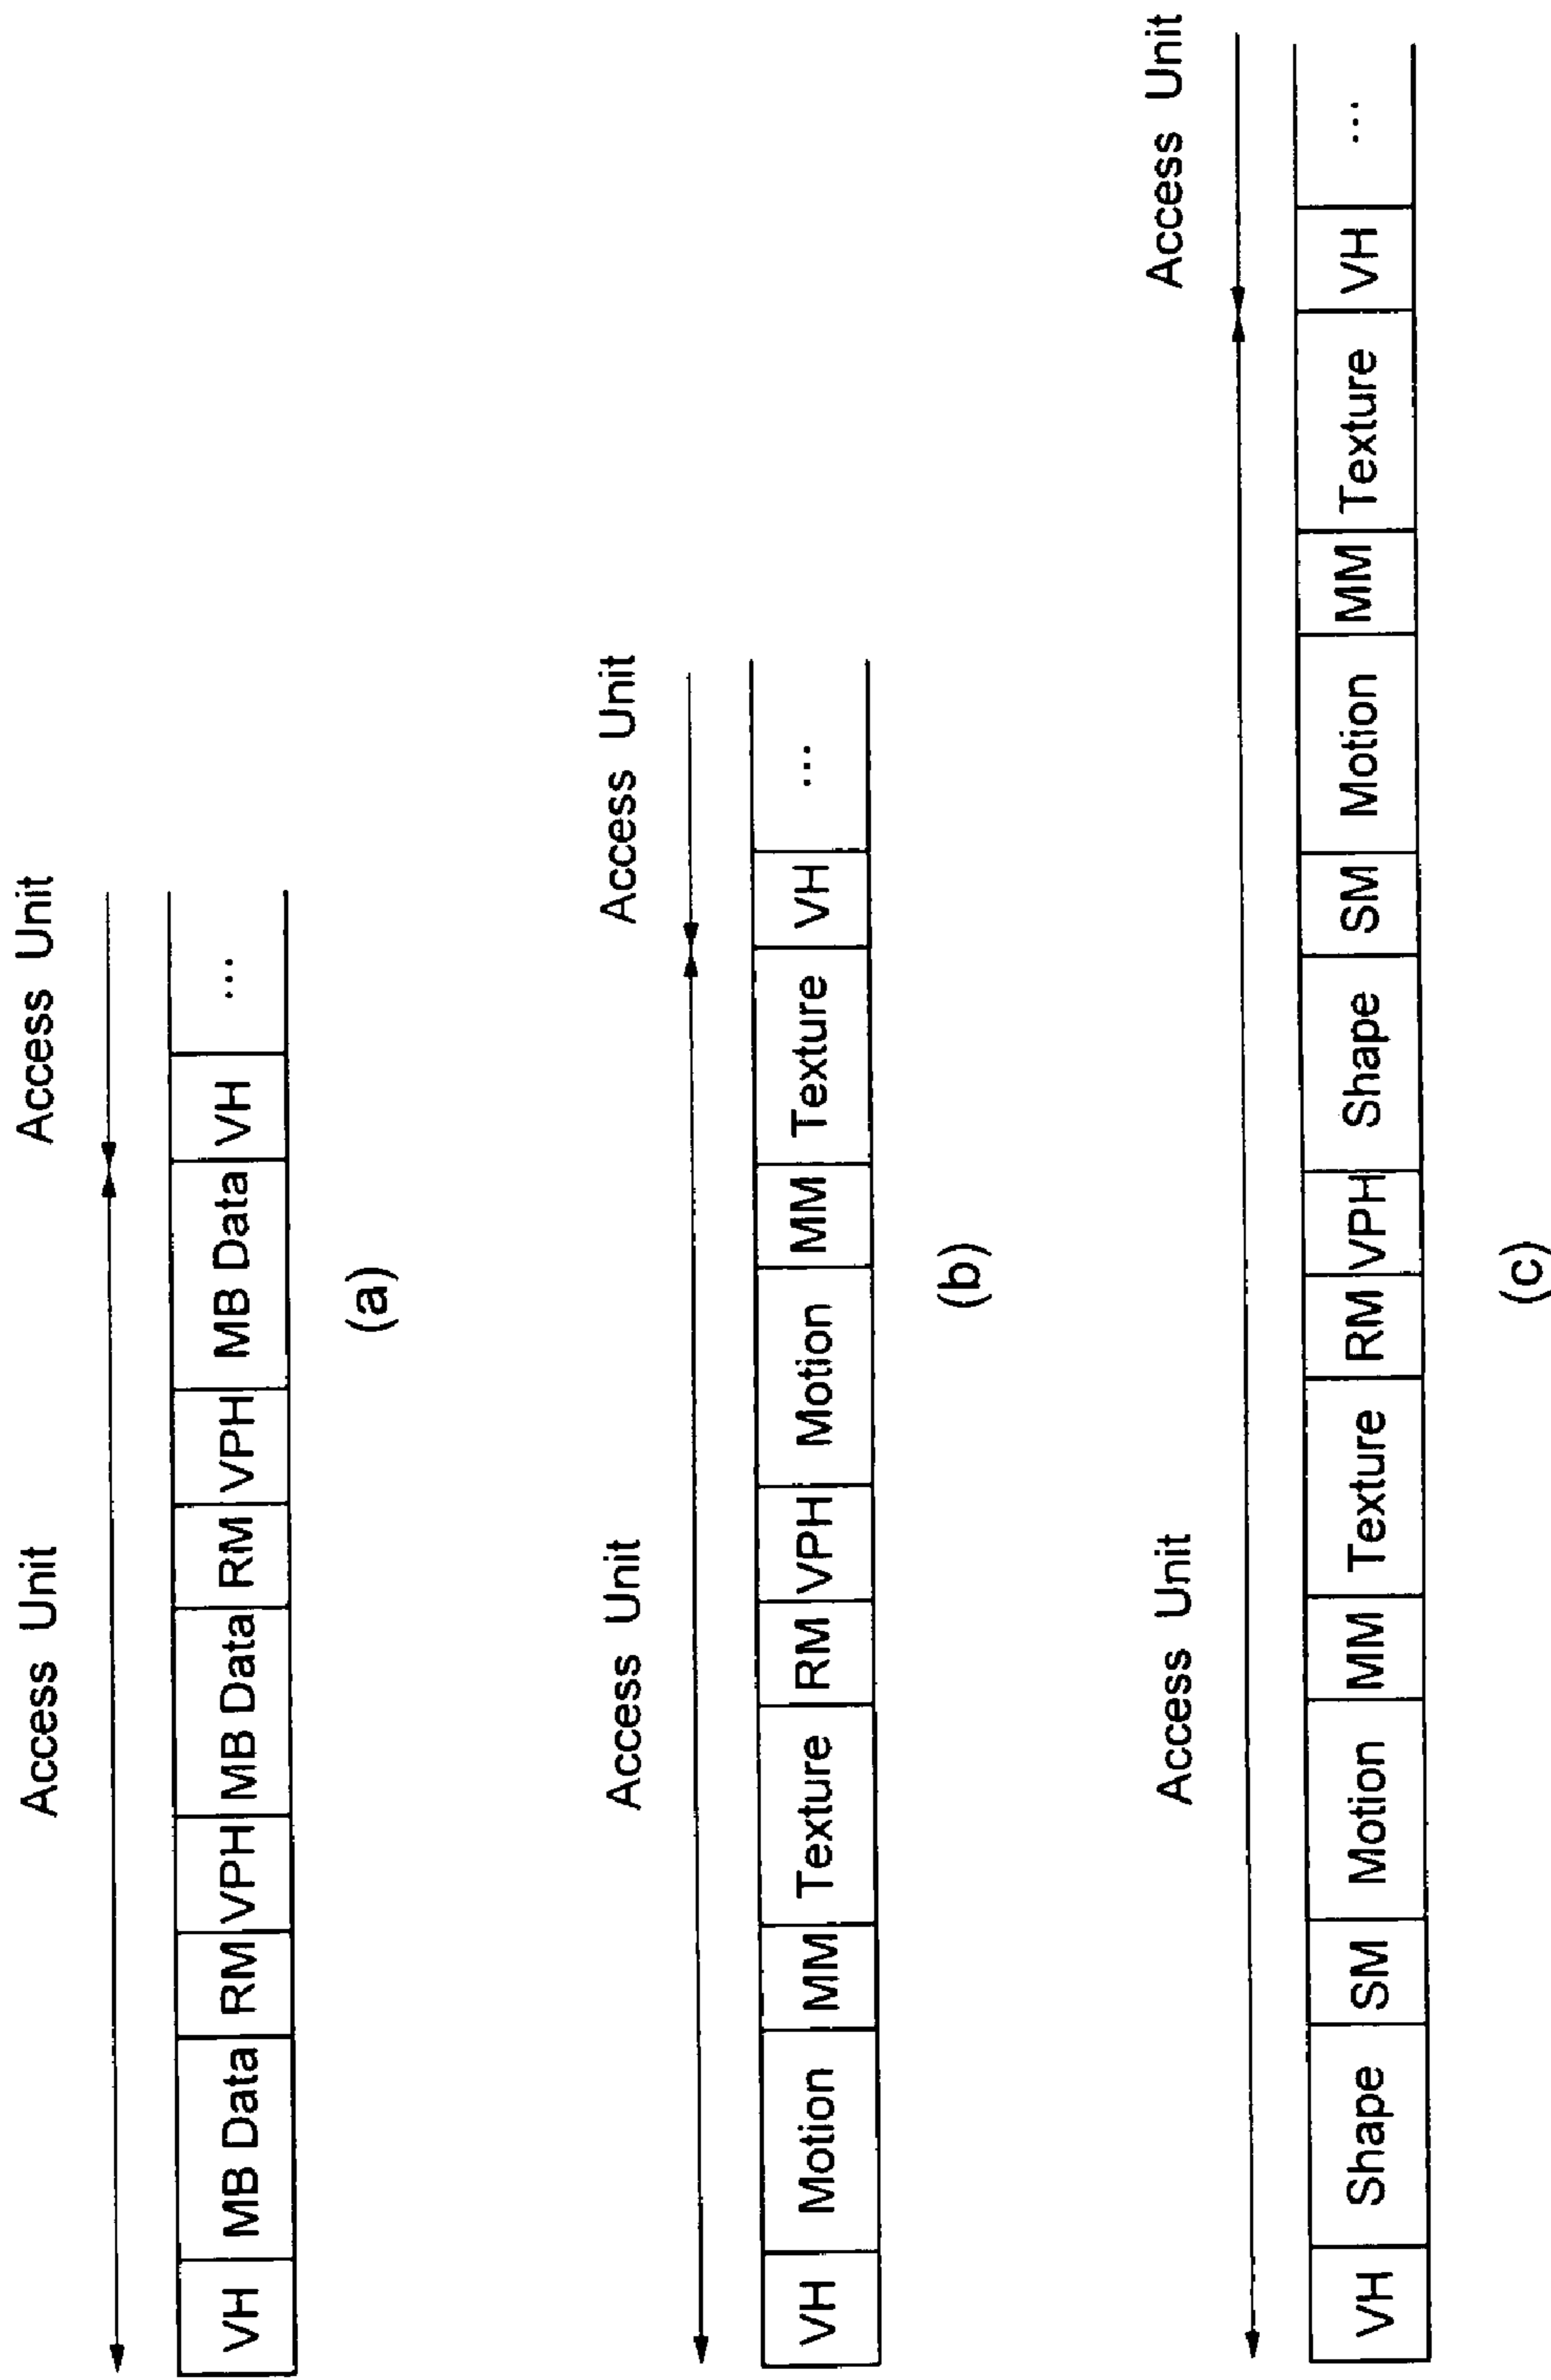 Access Unit Access Unit
VH MB Data RM VPH MB Data RM VPH MB Data VH ...
(a)
Access Unit Access Unit
VH Motion MM Texture RM VPH Motion MM Texture VH ...
(b)
Access Unit Access Unit
VH Shape SM Motion MM Texture RM VPH Shape SM Motion MM Texture VH ...
(c)